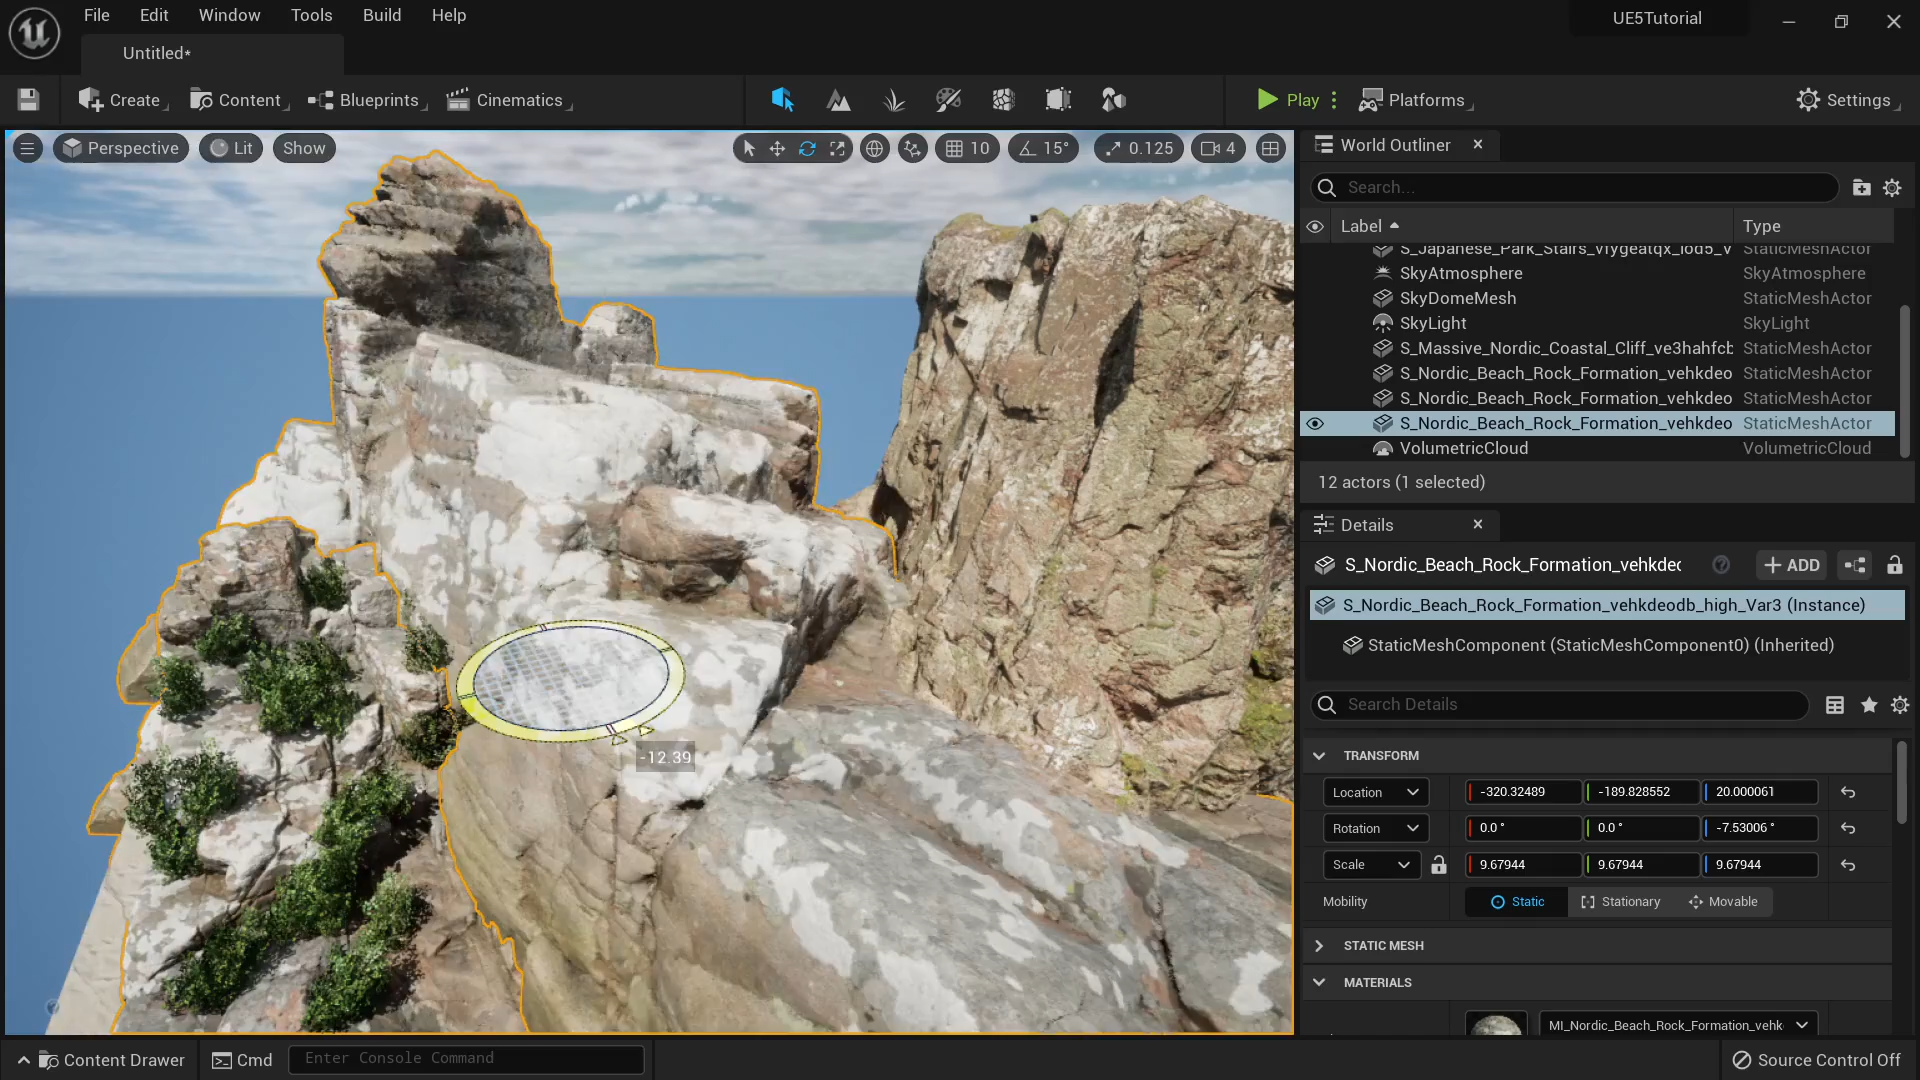 File Edit Window Tools Build Help
UE5Tutorial
Untitled*
Create Content Blueprints Cinematics Play Platforms Settings
Perspective Lit Show 10 15° 0.125 4
World Outliner
Search...
Label Type
S_Japanese_Park_Stairs_vfygeatqx_lod5_V StaticMeshActor
SkyAtmosphere SkyAtmosphere
SkyDomeMesh StaticMeshActor
SkyLight SkyLight
S_Massive_Nordic_Coastal_Cliff_ve3hahfcb StaticMeshActor
S_Nordic_Beach_Rock_Formation_vehkdeo StaticMeshActor
S_Nordic_Beach_Rock_Formation_vehkdeo StaticMeshActor
S_Nordic_Beach_Rock_Formation_vehkdeo StaticMeshActor
VolumetricCloud VolumetricCloud
12 actors (1 selected)
Details
S_Nordic_Beach_Rock_Formation_vehkdec + ADD
S_Nordic_Beach_Rock_Formation_vehkdeodb_high_Var3 (Instance)
StaticMeshComponent (StaticMeshComponent0) (Inherited)
Search Details
TRANSFORM
Location -320.32489 -189.828552 20.000061
Rotation 0.0 ° 0.0 ° -7.53006 °
Scale 9.67944 9.67944 9.67944
Mobility Static Stationary Movable
STATIC MESH
MATERIALS
MI_Nordic_Beach_Rock_Formation_vehk
-12.39
Content Drawer Cmd Enter Console Command Source Control Off